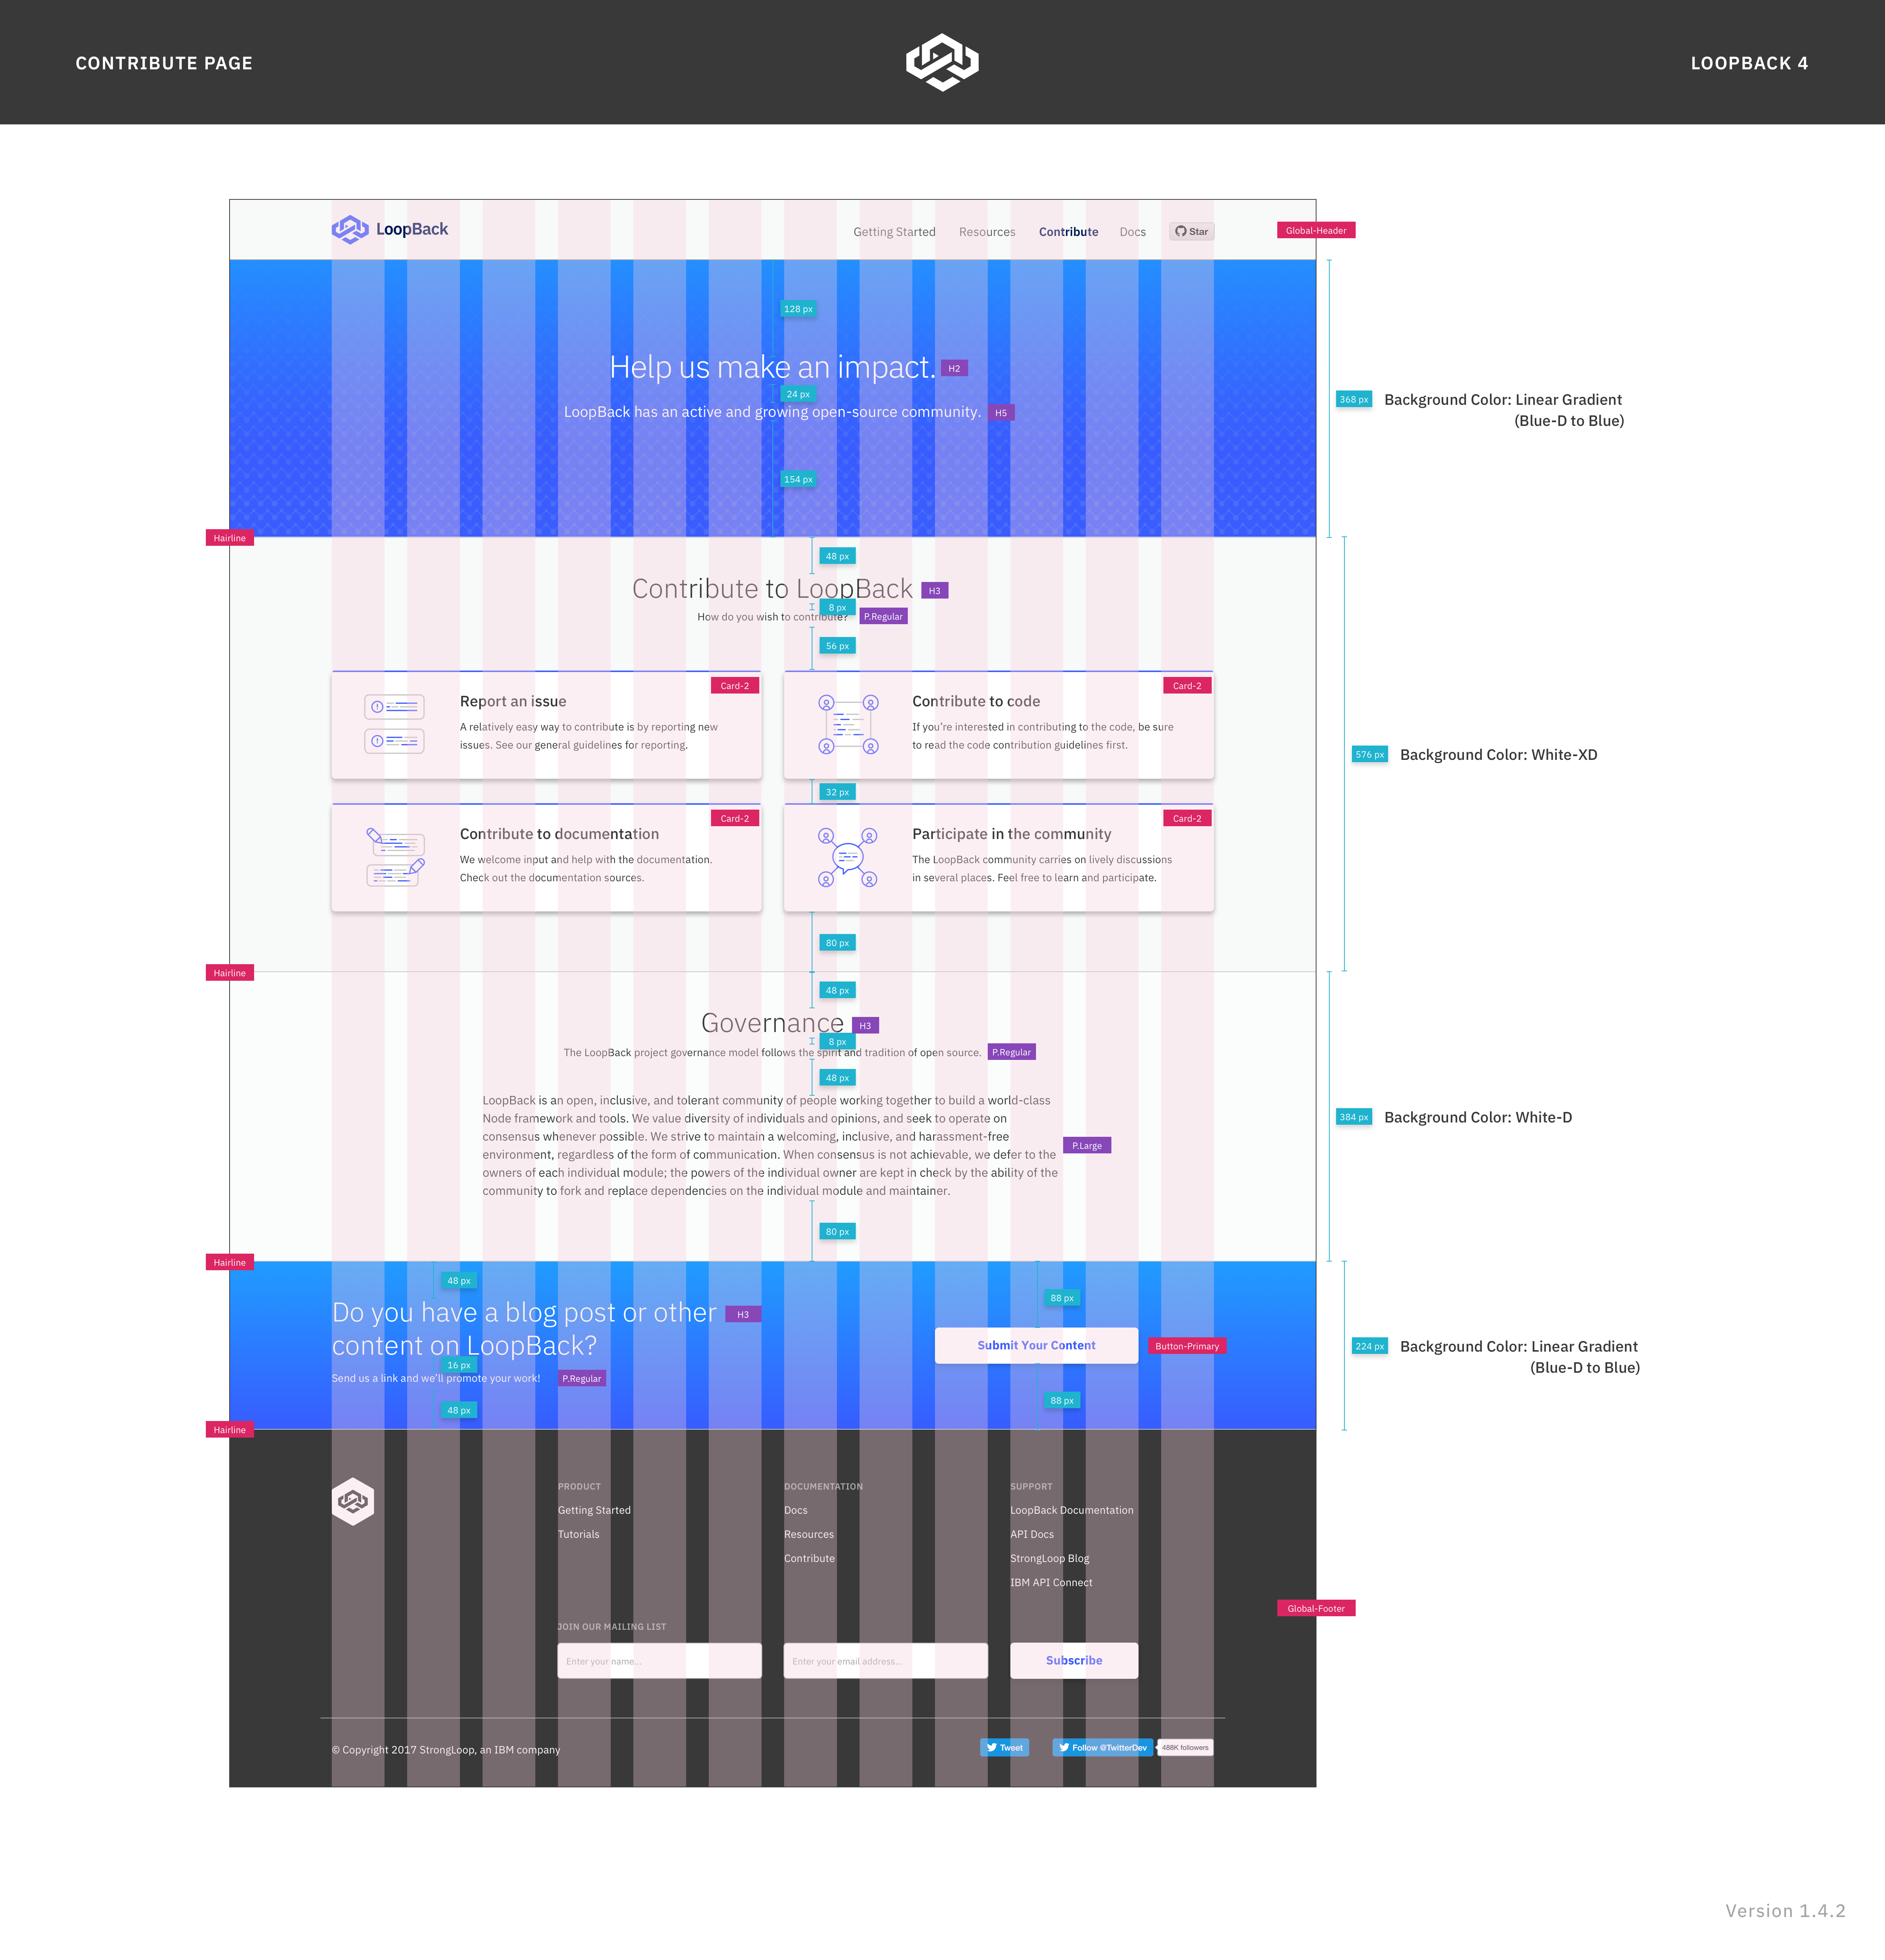 CONTRIBUTE PAGE
LOOPBACK 4
LoopBack
Getting Started
Resources
Contribute
Docs
Star
Global-Header
128 px
Help us make an impact.
H2
24 px
LoopBack has an active and growing open-source community.
H5
368 px
Background Color: Linear Gradient
(Blue-D to Blue)
154 px
Hairline
48 px
Contribute to LoopBack
H3
8 px
How do you wish to contribute?
P.Regular
56 px
Report an issue
Card-2
A relatively easy way to contribute is by reporting new
issues. See our general guidelines for reporting.
Contribute to code
Card-2
If you’re interested in contributing to the code, be sure
to read the code contribution guidelines first.
576 px
Background Color: White-XD
32 px
Contribute to documentation
Card-2
We welcome input and help with the documentation.
Check out the documentation sources.
Participate in the community
Card-2
The LoopBack community carries on lively discussions
in several places. Feel free to learn and participate.
80 px
Hairline
48 px
Governance
H3
8 px
The LoopBack project governance model follows the spirit and tradition of open source.
P.Regular
48 px
LoopBack is an open, inclusive, and tolerant community of people working together to build a world-class
Node framework and tools. We value diversity of individuals and opinions, and seek to operate on
consensus whenever possible. We strive to maintain a welcoming, inclusive, and harassment-free
environment, regardless of the form of communication. When consensus is not achievable, we defer to the
owners of each individual module; the powers of the individual owner are kept in check by the ability of the
community to fork and replace dependencies on the individual module and maintainer.
P.Large
384 px
Background Color: White-D
80 px
Hairline
48 px
Do you have a blog post or other
content on LoopBack?
H3
16 px
Send us a link and we’ll promote your work!
P.Regular
48 px
88 px
Submit Your Content
Button-Primary
88 px
224 px
Background Color: Linear Gradient
(Blue-D to Blue)
Hairline
PRODUCT
Getting Started
Tutorials
DOCUMENTATION
Docs
Resources
Contribute
SUPPORT
LoopBack Documentation
API Docs
StrongLoop Blog
IBM API Connect
Global-Footer
JOIN OUR MAILING LIST
Enter your name...
Enter your email address...
Subscribe
© Copyright 2017 StrongLoop, an IBM company
Tweet
Follow @TwitterDev
488K followers
Version 1.4.2